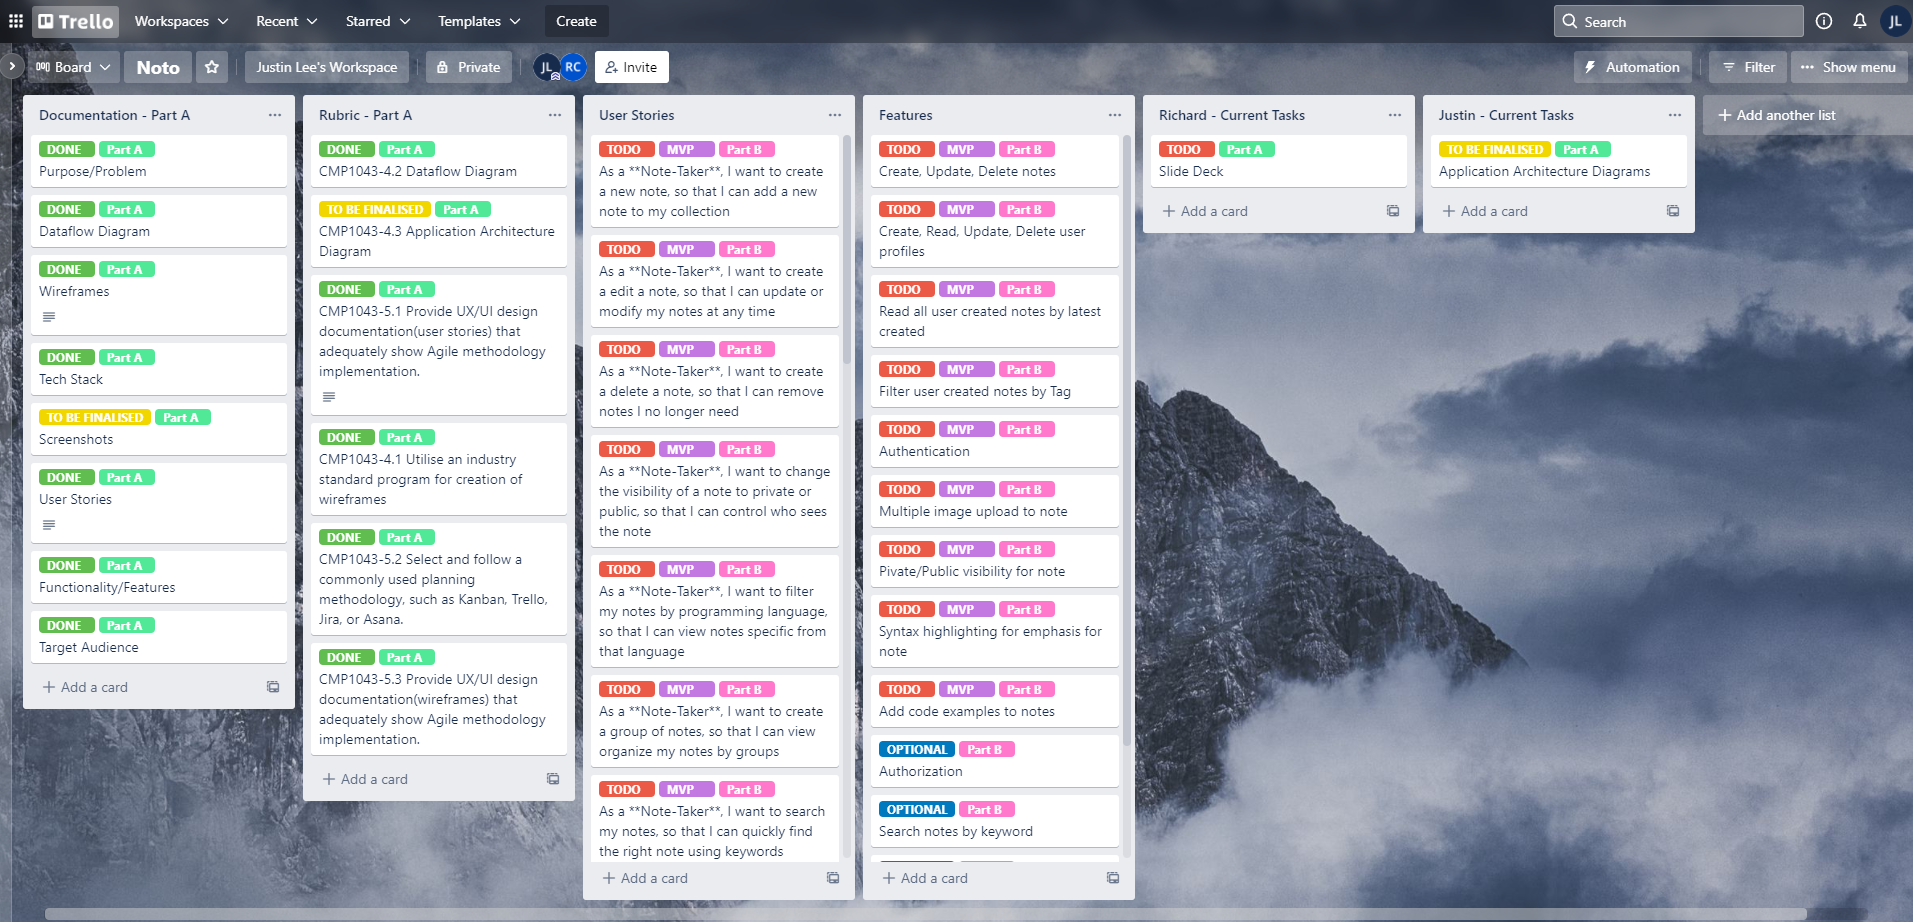 Trello
Workspaces
Recent
Starred
Templates
Create
Search
JL
Board
Noto
Justin Lee's Workspace
Private
JL
RC
Invite
Automation
Filter
Show menu
Documentation - Part A
DONE Part A
Purpose/Problem
DONE Part A
Dataflow Diagram
DONE Part A
Wireframes
DONE Part A
Tech Stack
TO BE FINALISED Part A
Screenshots
DONE Part A
User Stories
DONE Part A
Functionality/Features
DONE Part A
Target Audience
+ Add a card
Rubric - Part A
DONE Part A
CMP1043-4.2 Dataflow Diagram
TO BE FINALISED Part A
CMP1043-4.3 Application Architecture
Diagram
DONE Part A
CMP1043-5.1 Provide UX/UI design
documentation(user stories) that
adequately show Agile methodology
implementation.
DONE Part A
CMP1043-4.1 Utilise an industry
standard program for creation of
wireframes
DONE Part A
CMP1043-5.2 Select and follow a
commonly used planning
methodology, such as Kanban, Trello,
Jira, or Asana.
DONE Part A
CMP1043-5.3 Provide UX/UI design
documentation(wireframes) that
adequately show Agile methodology
implementation.
+ Add a card
User Stories
TODO MVP Part B
As a **Note-Taker**, I want to create
a new note, so that I can add a new
note to my collection
TODO MVP Part B
As a **Note-Taker**, I want to create
a edit a note, so that I can update or
modify my notes at any time
TODO MVP Part B
As a **Note-Taker**, I want to create
a delete a note, so that I can remove
notes I no longer need
TODO MVP Part B
As a **Note-Taker**, I want to change
the visibility of a note to private or
public, so that I can control who sees
the note
TODO MVP Part B
As a **Note-Taker**, I want to filter
my notes by programming language,
so that I can view notes specific from
that language
TODO MVP Part B
As a **Note-Taker**, I want to create
a group of notes, so that I can view
organize my notes by groups
TODO MVP Part B
As a **Note-Taker**, I want to search
my notes, so that I can quickly find
the right note using keywords
+ Add a card
Features
TODO MVP Part B
Create, Update, Delete notes
TODO MVP Part B
Create, Read, Update, Delete user
profiles
TODO MVP Part B
Read all user created notes by latest
created
TODO MVP Part B
Filter user created notes by Tag
TODO MVP Part B
Authentication
TODO MVP Part B
Multiple image upload to note
TODO MVP Part B
Pivate/Public visibility for note
TODO MVP Part B
Syntax highlighting for emphasis for
note
TODO MVP Part B
Add code examples to notes
OPTIONAL Part B
Authorization
OPTIONAL Part B
Search notes by keyword
+ Add a card
Richard - Current Tasks
TODO Part A
Slide Deck
+ Add a card
Justin - Current Tasks
TO BE FINALISED Part A
Application Architecture Diagrams
+ Add a card
+ Add another list